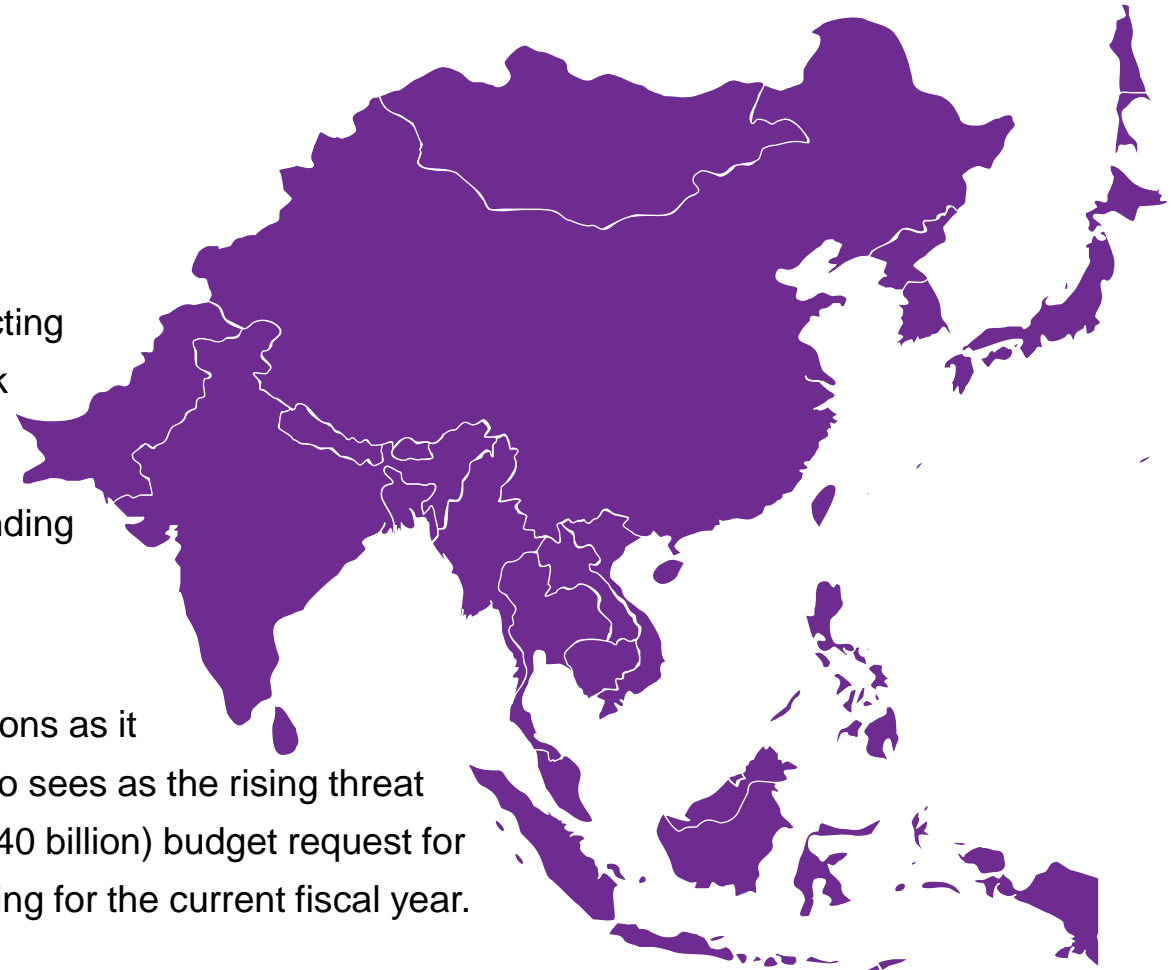 cting
k
nding
ons as it
o sees as the rising threat
40 billion) budget request for
ing for the current fiscal year.